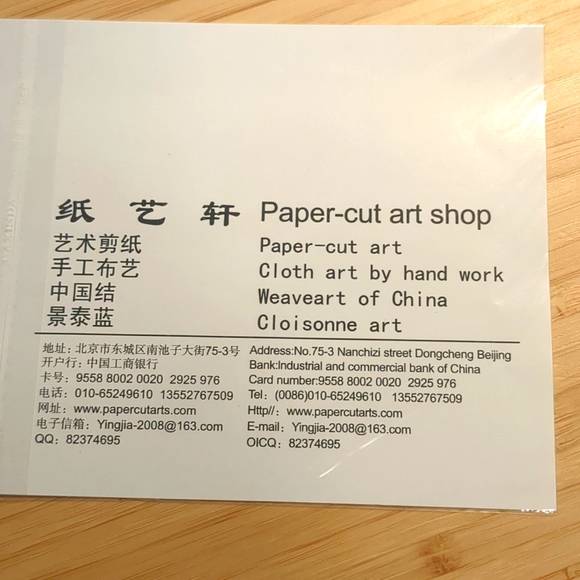 纸艺轩 Paper-cut art shop
艺术剪纸 Paper-cut art
手工布艺 Cloth art by hand work
中国结 Weaveart of China
景泰蓝 Cloisonne art
地址：北京市东城区南池子大街75-3号 Address:No.75-3 Nanchizi street Dongcheng Beijing
开户行：中国工商银行 Bank:Industrial and commercial bank of China
卡号：9558 8002 0020 2925 976 Card number:9558 8002 0020 2925 976
电话：010-65249610 13552767509 Tel：(0086)010-65249610 13552767509
网址：www.papercutarts.com Http//：www.papercutarts.com
电子信箱：Yingjia-2008@163.com E-mail：Yingjia-2008@163.com
QQ：82374695 OICQ：82374695